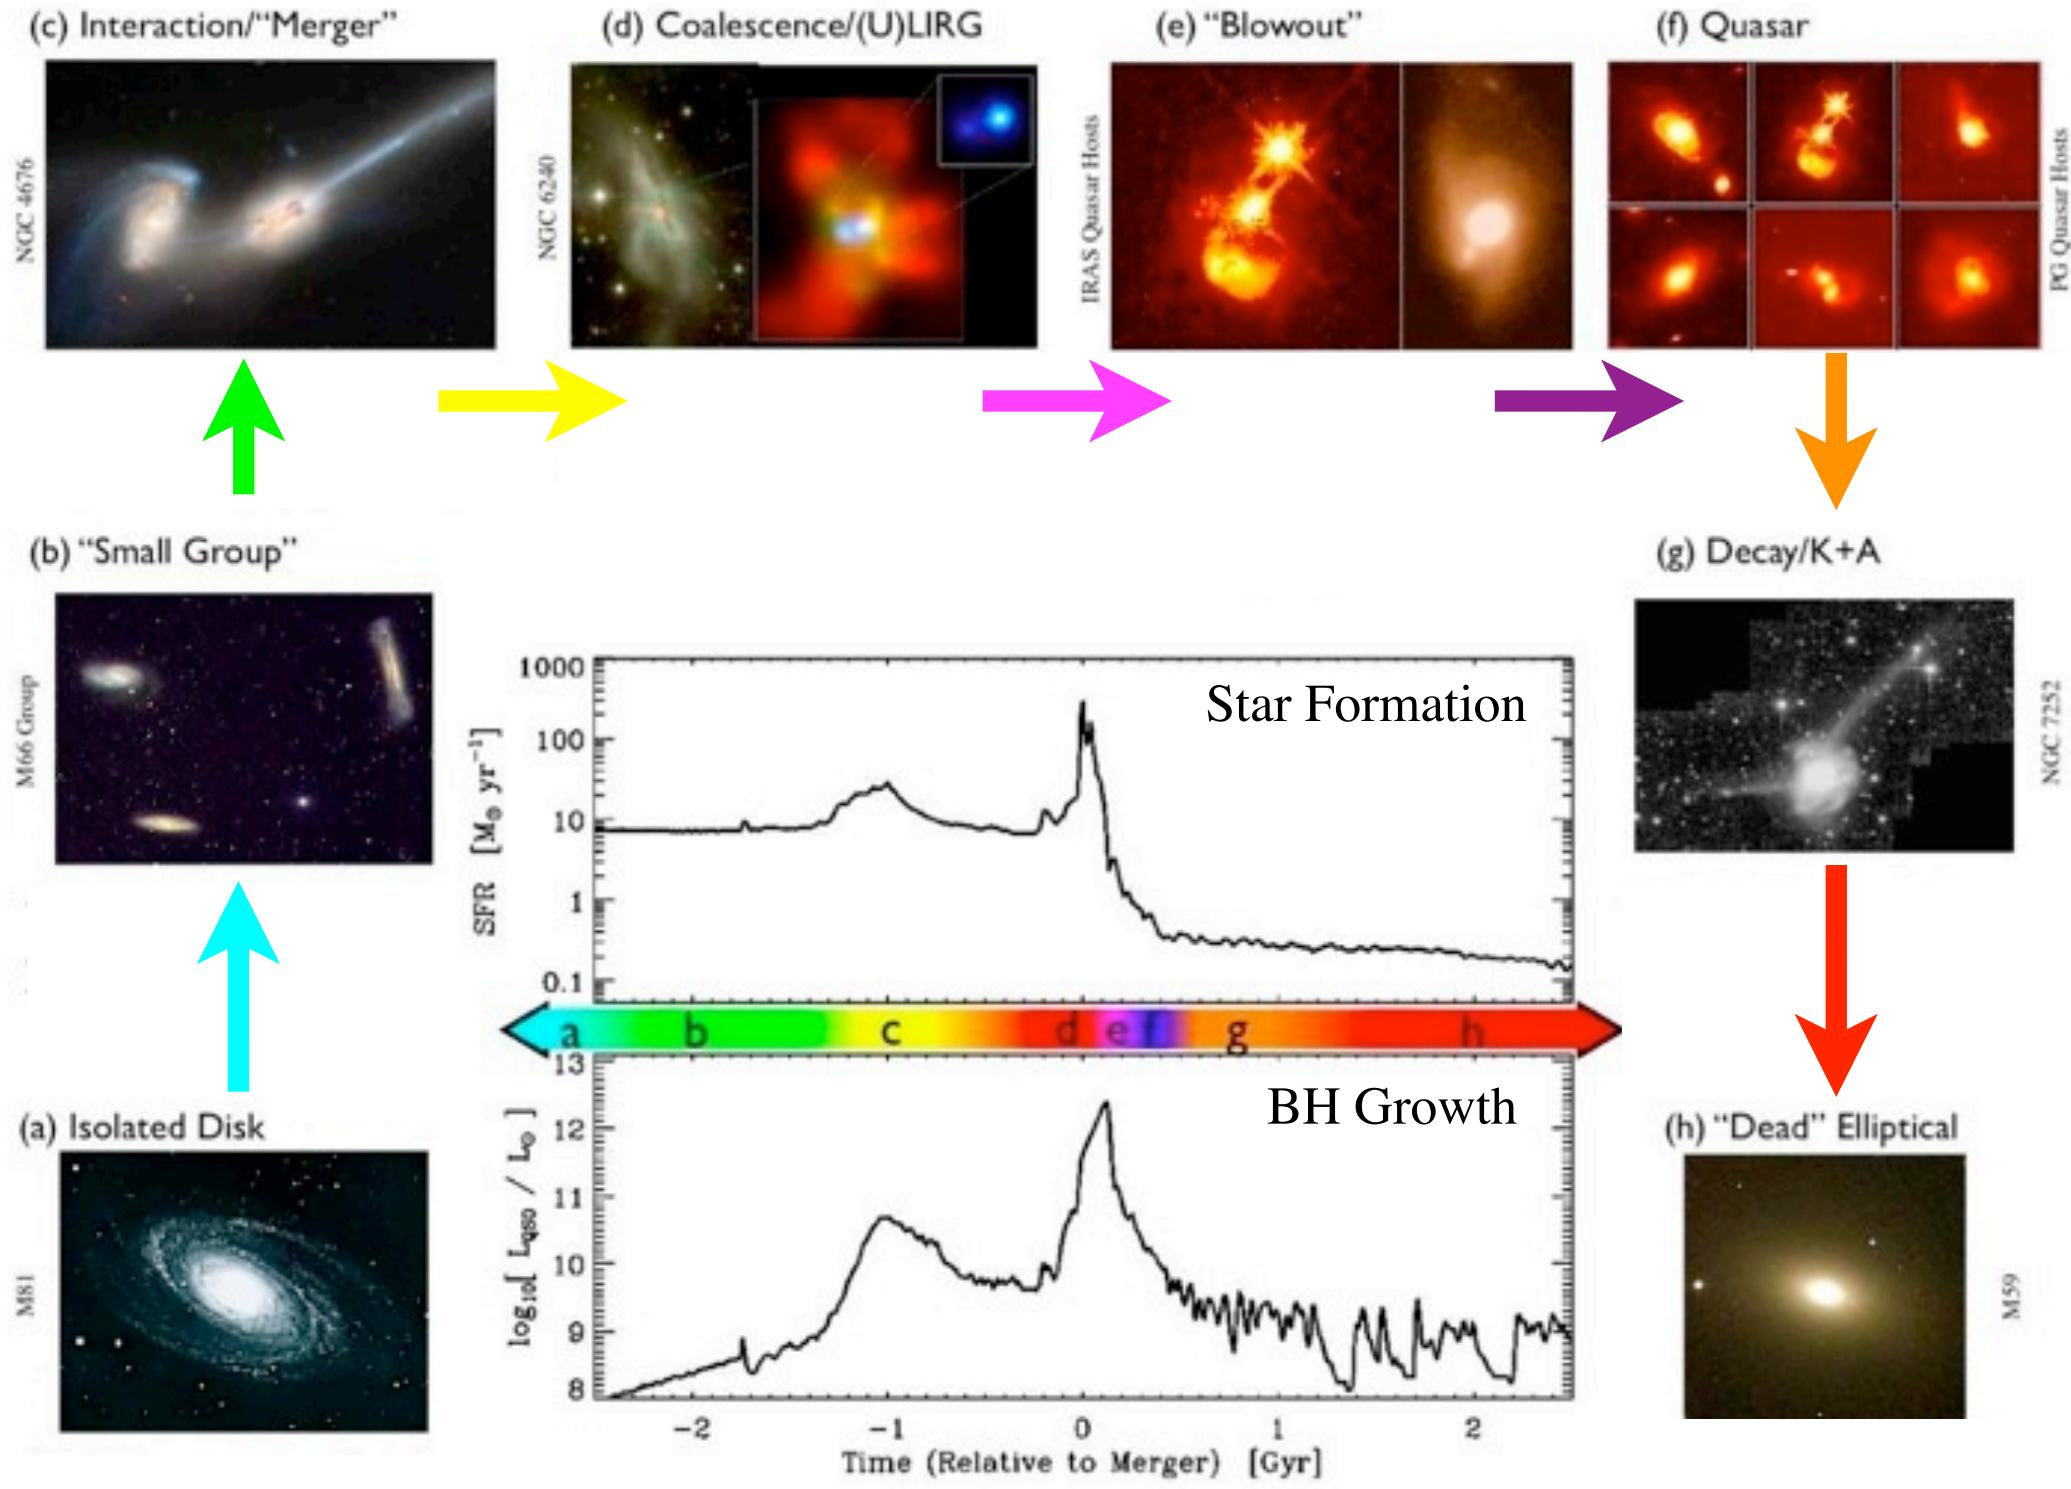 (c) Interaction/“Merger”
NGC 4676
(d) Coalescence/(U)LIRG
NGC 6240
(e) “Blowout”
IRAS Quasar Hosts
(f) Quasar
PG Quasar Hosts
(b) “Small Group”
M66 Group
(g) Decay/K+A
NGC 7252
(a) Isolated Disk
M81
(h) “Dead” Elliptical
M59
Star Formation
SFR [M⊙ yr⁻¹]
1000
100
10
1
0.1
a b c d e f g h
BH Growth
log₁₀[ L_QSO / L⊙ ]
13
12
11
10
9
8
−2 −1 0 1 2
Time (Relative to Merger) [Gyr]